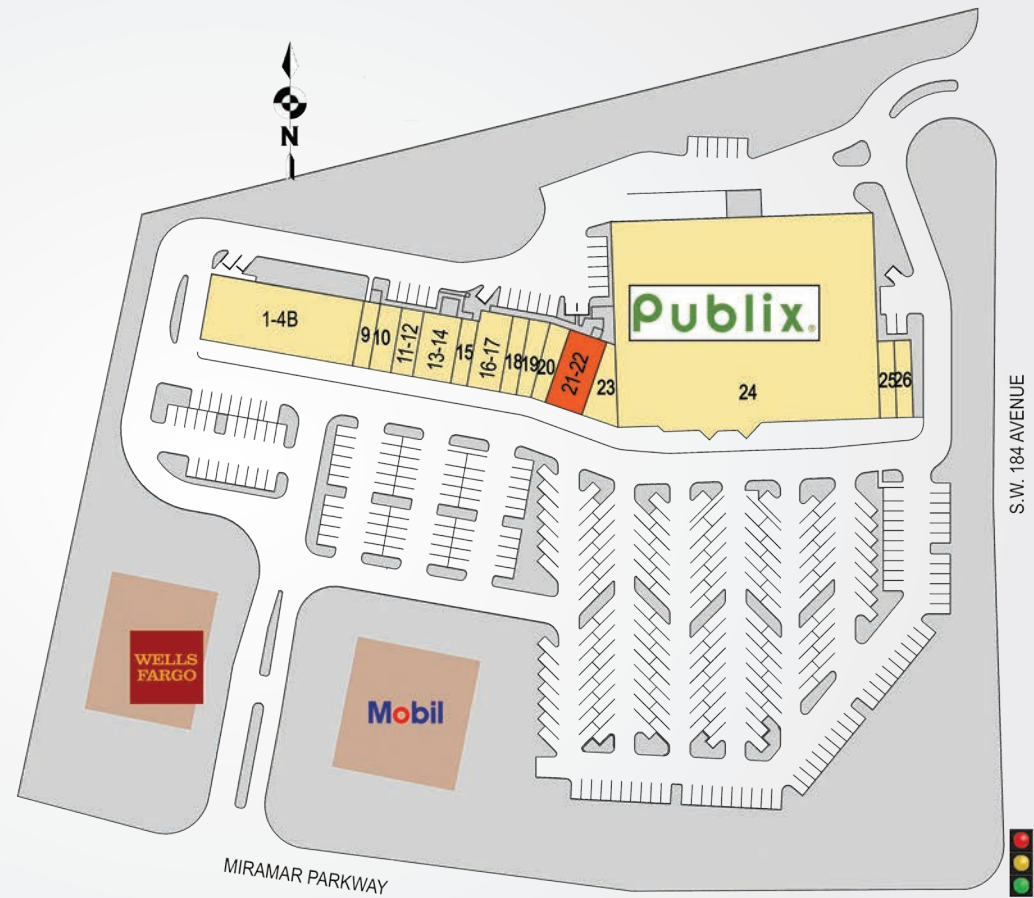 N
Publix.
1-4B
9
10
11-12
13-14
15
16-17
18
19
20
21-22
23
24
25
26
S.W. 184 AVENUE
WELLS
FARGO
Mobil
MIRAMAR PARKWAY